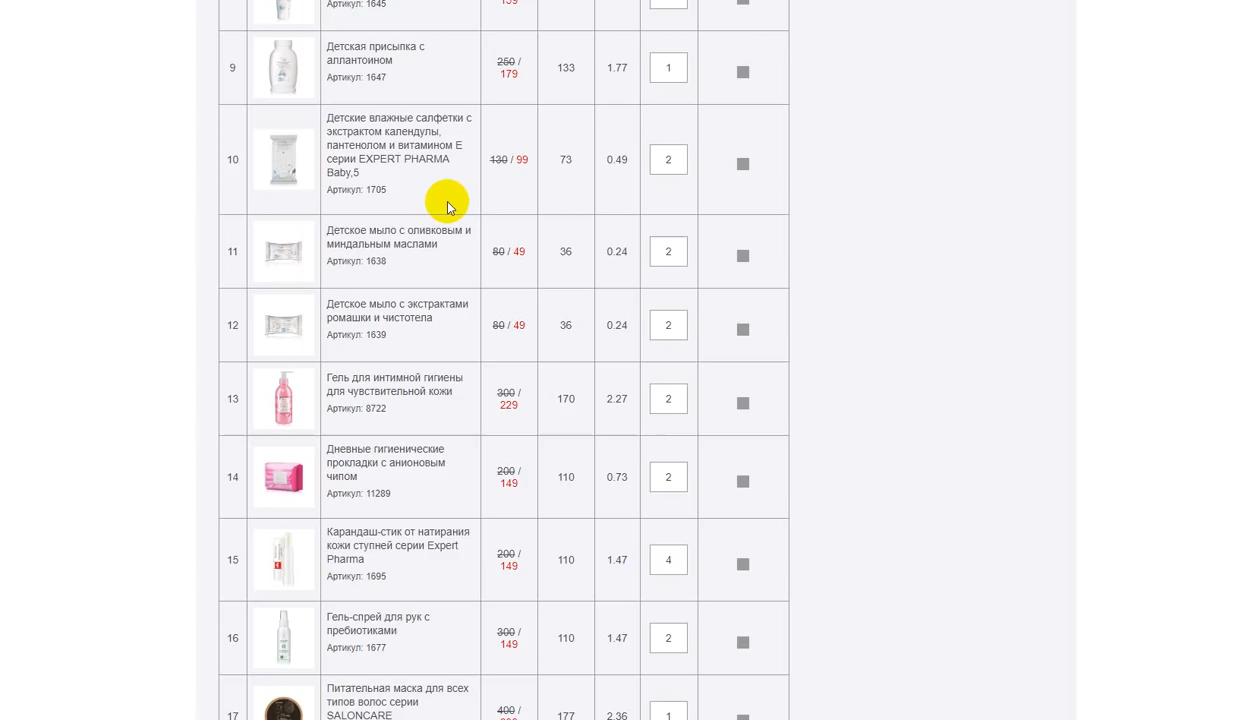 Артикул: 1645
159
9
Детская присыпка с
аллантоином
Артикул: 1647
250 /
179
133
1.77
1
10
Детские влажные салфетки с
экстрактом календулы,
пантенолом и витамином Е
серии EXPERT PHARMA
Baby,5
Артикул: 1705
130 / 99
73
0.49
2
11
Детское мыло с оливковым и
миндальным маслами
Артикул: 1638
80 / 49
36
0.24
2
12
Детское мыло с экстрактами
ромашки и чистотела
Артикул: 1639
80 / 49
36
0.24
2
13
Гель для интимной гигиены
для чувствительной кожи
Артикул: 8722
300 /
229
170
2.27
2
14
Дневные гигиенические
прокладки с анионовым
чипом
Артикул: 11289
200 /
149
110
0.73
2
15
Карандаш-стик от натирания
кожи ступней серии Expert
Pharma
Артикул: 1695
200 /
149
110
1.47
4
16
Гель-спрей для рук с
пребиотиками
Артикул: 1677
300 /
149
110
1.47
2
17
Питательная маска для всех
типов волос серии
SALONCARE
400 /
177
2.36
1